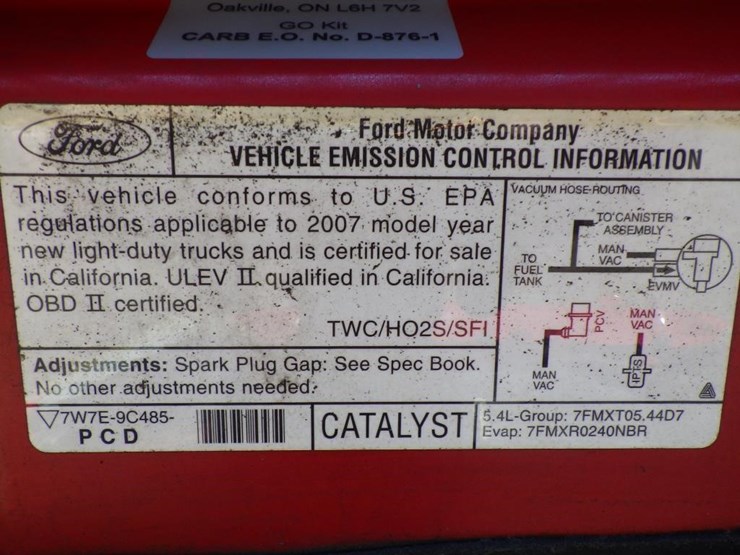 Oakville, ON L6H 7V2
GO Kit
CARB E.O. No. D-876-1
Ford
Ford Motor Company
VEHICLE EMISSION CONTROL INFORMATION
This vehicle conforms to U.S. EPA
regulations applicable to 2007 model year
new light-duty trucks and is certified for sale
in California. ULEV II qualified in California.
OBD II certified.
TWC/HO2S/SFI
Adjustments: Spark Plug Gap: See Spec Book.
No other adjustments needed.
VACUUM HOSE ROUTING
TO CANISTER
ASSEMBLY
MAN
VAC
TO
FUEL
TANK
EVMV
PCV
MAN
VAC
MAN
VAC
IPTS
7W7E-9C485-
PCD
CATALYST
5.4L-Group: 7FMXT05.44D7
Evap: 7FMXR0240NBR